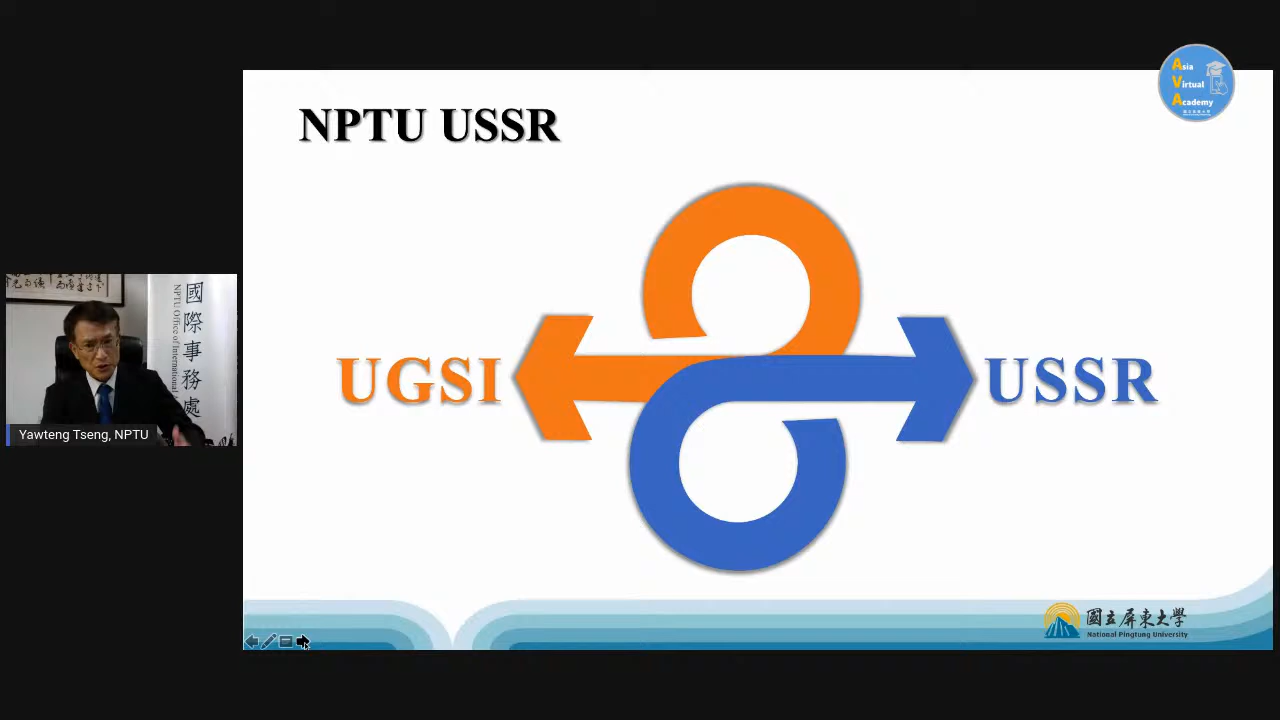 NPTU USSR
Asia
Virtual
Academy
UGSI
USSR
國際事務處
NPTU Office of International
Yawteng Tseng, NPTU
國立屏東大學
National Pingtung University